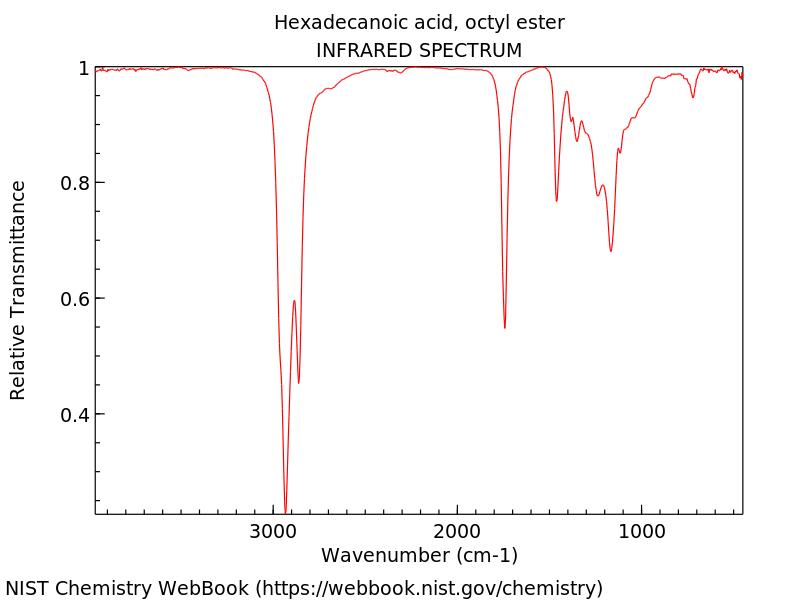 Hexadecanoic acid, octyl ester
INFRARED SPECTRUM
1
0.8
0.6
0.4
Relative Transmittance
3000 2000 1000
Wavenumber (cm-1)
NIST Chemistry WebBook (https://webbook.nist.gov/chemistry)